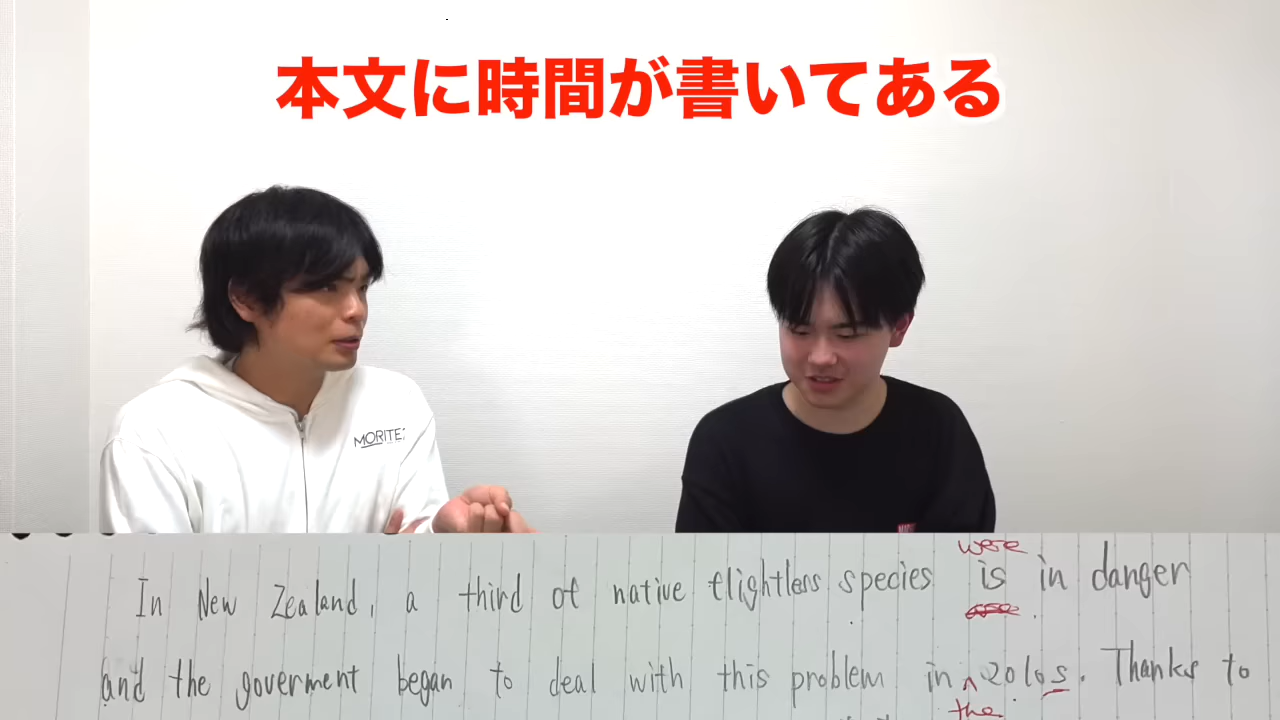 本文に時間が書いてある
MORITE2
were
In New Zealand, a third of native flightless species is in danger
and the goverment began to deal with this problem in 2010s. Thanks to
the